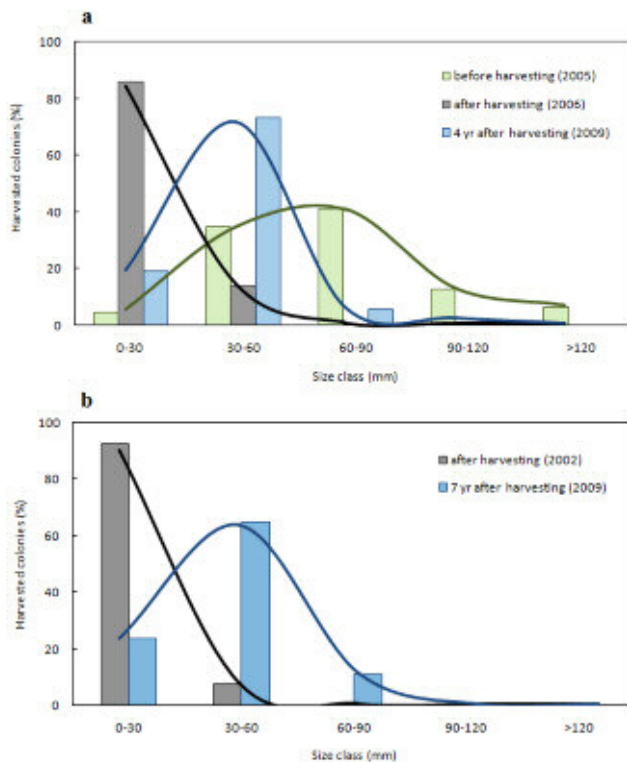 a
100
80
60
40
20
0
Harvested colonies (%)
before harvesting (2005)
after harvesting (2006)
4 yr after harvesting (2009)
0-30 30-60 60-90 90-120 >120
Size class (mm)
b
100
80
60
40
20
0
Harvested colonies (%)
after harvesting (2002)
7 yr after harvesting (2009)
0-30 30-60 60-90 90-120 >120
Size class (mm)